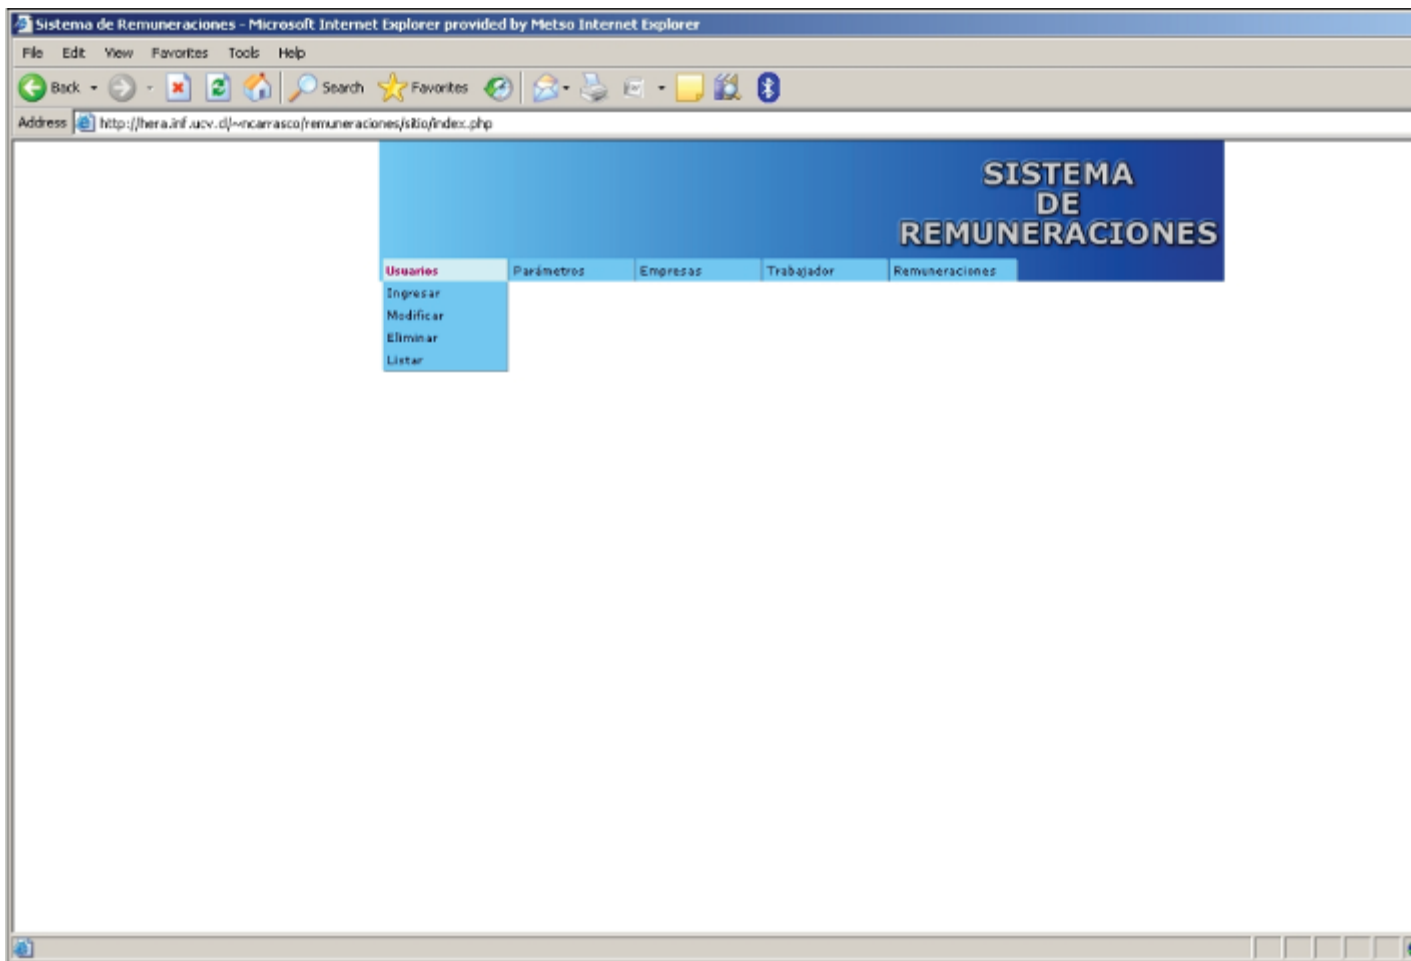 Sistema de Remuneraciones - Microsoft Internet Explorer provided by Metso Internet Explorer
File Edit View Favorites Tools Help
Back Search Favorites
Address http://hera.inf.ucv.cl/~ncarrasco/remuneraciones/sitio/index.php
SISTEMA
DE
REMUNERACIONES
Usuarios Parámetros Empresas Trabajador Remuneraciones
Ingresar
Modificar
Eliminar
Listar